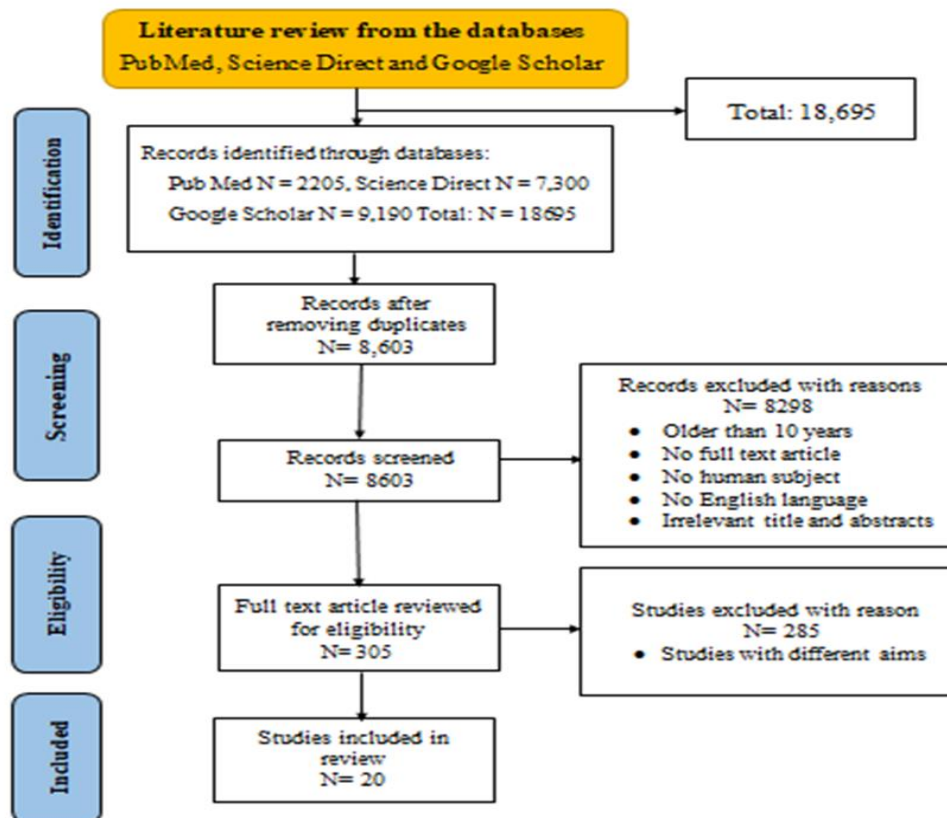 Literature review from the databases
PubMed, Science Direct and Google Scholar
Total: 18,695
Identification
Records identified through databases:
Pub Med N = 2205, Science Direct N = 7,300
Google Scholar N = 9,190 Total: N = 18695
Records after
removing duplicates
N= 8,603
Screening
Records screened
N= 8603
Records excluded with reasons
N= 8298
• Older than 10 years
• No full text article
• No human subject
• No English language
• Irrelevant title and abstracts
Eligibility
Full text article reviewed
for eligibility
N= 305
Studies excluded with reason
N= 285
• Studies with different aims
Included
Studies included in
review
N= 20